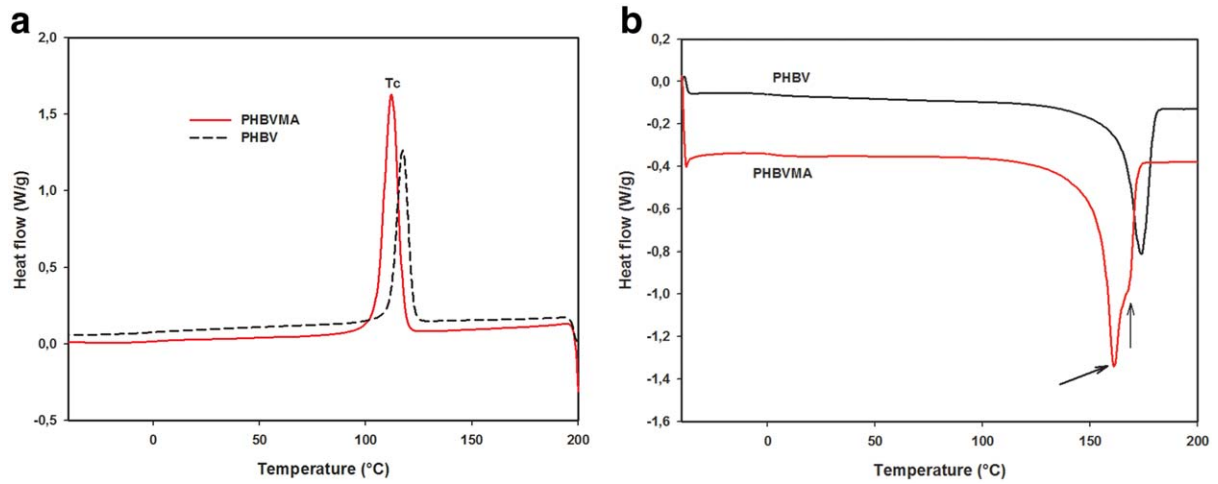 a
2,0
1,5
1,0
0,5
0,0
-0,5
Heat flow (W/g)
Tc
PHBVMA
PHBV
0
50
100
150
200
Temperature (°C)
b
0,2
0,0
-0,2
-0,4
-0,6
-0,8
-1,0
-1,2
-1,4
-1,6
Heat flow (W/g)
PHBV
PHBVMA
0
50
100
150
200
Temperature (°C)